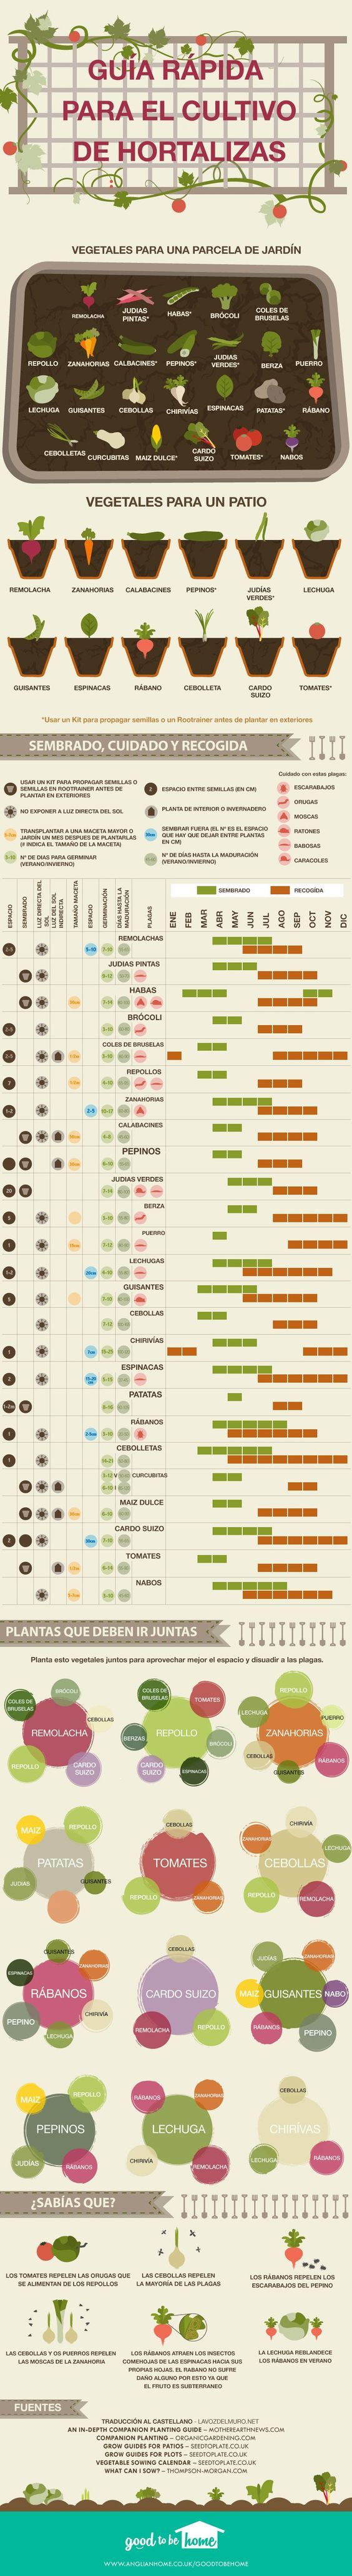 GUÍA RÁPIDA
PARA EL CULTIVO
DE HORTALIZAS
VEGETALES PARA UNA PARCELA DE JARDÍN
REMOLACHA
JUDIAS
PINTAS*
HABAS*
BRÓCOLI
COLES DE
BRUSELAS
REPOLLO
ZANAHORIAS
CALBACINES*
PEPINOS*
JUDIAS
VERDES*
BERZA
PUERRO
LECHUGA
GUISANTES
CEBOLLAS
CHIRIVÍAS
ESPINACAS
PATATAS*
RÁBANO
CEBOLLETAS
CURCUBITAS
MAIZ DULCE*
CARDO
SUIZO
TOMATES*
NABOS
VEGETALES PARA UN PATIO
REMOLACHA
ZANAHORIAS
CALABACINES
PEPINOS*
JUDÍAS
VERDES*
LECHUGA
GUISANTES
ESPINACAS
RÁBANO
CEBOLLETA
CARDO
SUIZO
TOMATES*
*Usar un Kit para propagar semillas o un Rootrainer antes de plantar en exteriores
SEMBRADO, CUIDADO Y RECOGIDA
USAR UN KIT PARA PROPAGAR SEMILLAS O
SEMILLAS EN ROOTRAINER ANTES DE
PLANTAR EN EXTERIORES
NO EXPONER A LUZ DIRECTA DEL SOL
TRANSPLANTAR A UNA MACETA MAYOR O
JARDÍN UN MES DESPUES DE PLANTARLAS
(# INDICA EL TAMAÑO DE LA MACETA)
Nº DE DIAS PARA GERMINAR
(VERANO/INVIERNO)
2
ESPACIO ENTRE SEMILLAS (EN CM)
PLANTA DE INTERIOR O INVERNADERO
SEMBRAR FUERA (EL Nº ES EL ESPACIO
QUE HAY QUE DEJAR ENTRE PLANTAS
EN CM)
Nº DE DÍAS HASTA LA MADURACIÓN
(VERANO/INVIERNO)
Cuidado con estas plagas:
ESCARABAJOS
ORUGAS
MOSCAS
RATONES
BABOSAS
CARACOLES
ESPACIO
SEMBRADO
LUZ DIRECTA DEL
SOL
LUZ DEL SOL
INDIRECTA
TAMAÑO MACETA
ESPACIO
GERMINACIÓN
DÍAS HASTA LA
MADURACIÓN
PLAGAS
SEMBRADO
RECOGÍDA
ENE
FEB
MAR
ABR
MAY
JUN
JUL
AGO
SEP
OCT
NOV
DIC
REMOLACHAS
JUDIAS PINTAS
HABAS
BRÓCOLI
COLES DE BRUSELAS
REPOLLOS
ZANAHORIAS
CALABACINES
PEPINOS
JUDIAS VERDES
BERZA
PUERRO
LECHUGAS
GUISANTES
CEBOLLAS
CHIRIVÍAS
ESPINACAS
PATATAS
RÁBANOS
CEBOLLETAS
CURCUBITAS
MAIZ DULCE
CARDO SUIZO
TOMATES
NABOS
PLANTAS QUE DEBEN IR JUNTAS
Planta esto vegetales juntos para aprovechar mejor el espacio y disuadir a las plagas.
BRÓCOLI
COLES DE
BRUSELAS
CEBOLLAS
REMOLACHA
REPOLLO
CARDO
SUIZO
COLES DE
BRUSELAS
TOMATES
BERZAS
REPOLLO
BRÓCOLI
CARDO
SUIZO
ESPINACAS
REPOLLO
LECHUGA
PUERRO
ZANAHORIAS
CEBOLLAS
GUISANTES
RÁBANOS
MAIZ
REPOLLO
PATATAS
JUDIAS
GUISANTES
CEBOLLAS
TOMATES
REPOLLO
ZANAHORIAS
CHIRIVÍA
ZANAHORIAS
LECHUGA
CEBOLLAS
REPOLLO
REMOLACHA
GUISANTES
ZANAHORIAS
ESPINACAS
RÁBANOS
PEPINO
CHIRIVÍA
LECHUGA
CEBOLLAS
CARDO SUIZO
REMOLACHA
REPOLLO
JUDÍAS
ZANAHORIAS
MAIZ
GUISANTES
NABO
RÁBANOS
PEPINO
MAIZ
REPOLLO
PEPINOS
JUDÍAS
RÁBANOS
RÁBANOS
ZANAHORIAS
LECHUGA
CHIRIVÍA
REMOLACHA
CEBOLLAS
CHIRÍVAS
LECHUGA
RÁBANOS
¿SABÍAS QUE?
LOS TOMATES REPELEN LAS ORUGAS QUE
SE ALIMENTAN DE LOS REPOLLOS
LAS CEBOLLAS REPELEN
LA MAYORÍA DE LAS PLAGAS
LOS RÁBANOS REPELEN LOS
ESCARABAJOS DEL PEPINO
LAS CEBOLLAS Y OS PUERROS REPELEN
LAS MOSCAS DE LA ZANAHORIA
LOS RÁBANOS ATRAEN LOS INSECTOS
COMEHOJAS DE LAS ESPINACAS HACIA SUS
PROPIAS HOJAS. EL RABANO NO SUFRE
DAÑO ALGUNO POR ESTO YA QUE
EL FRUTO ES SUBTERRANEO
LA LECHUGA REBLANDECE
LOS RÁBANOS EN VERANO
FUENTES
TRADUCCIÓN AL CASTELLANO - LAVOZDELMURO.NET
AN IN-DEPTH COMPANION PLANTING GUIDE – MOTHEREARTHNEWS.COM
COMPANION PLANTING – ORGANICGARDENING.COM
GROW GUIDES FOR PATIOS – SEEDTOPLATE.CO.UK
GROW GUIDES FOR PLOTS – SEEDTOPLATE.CO.UK
VEGETABLE SOWING CALENDAR – SEEDTOPLATE.CO.UK
WHAT CAN I SOW? – THOMPSON-MORGAN.COM
good to be home
WWW.ANGLIANHOME.CO.UK/GOODTOBEHOME